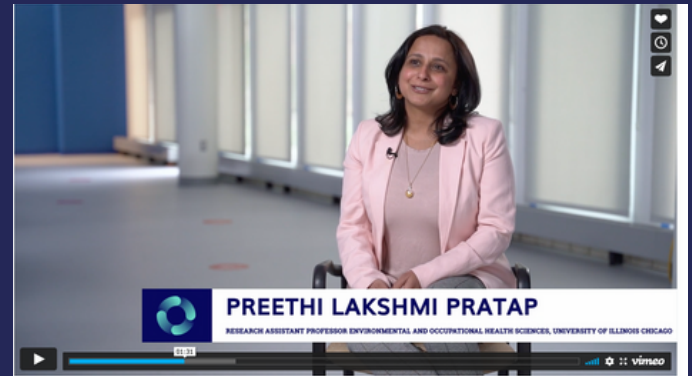 PREETHI LAKSHMI PRATAP
RESEARCH ASSISTANT PROFESSOR ENVIRONMENTAL AND OCCUPATIONAL HEALTH SCIENCES, UNIVERSITY OF ILLINOIS CHICAGO
01:31
vimeo